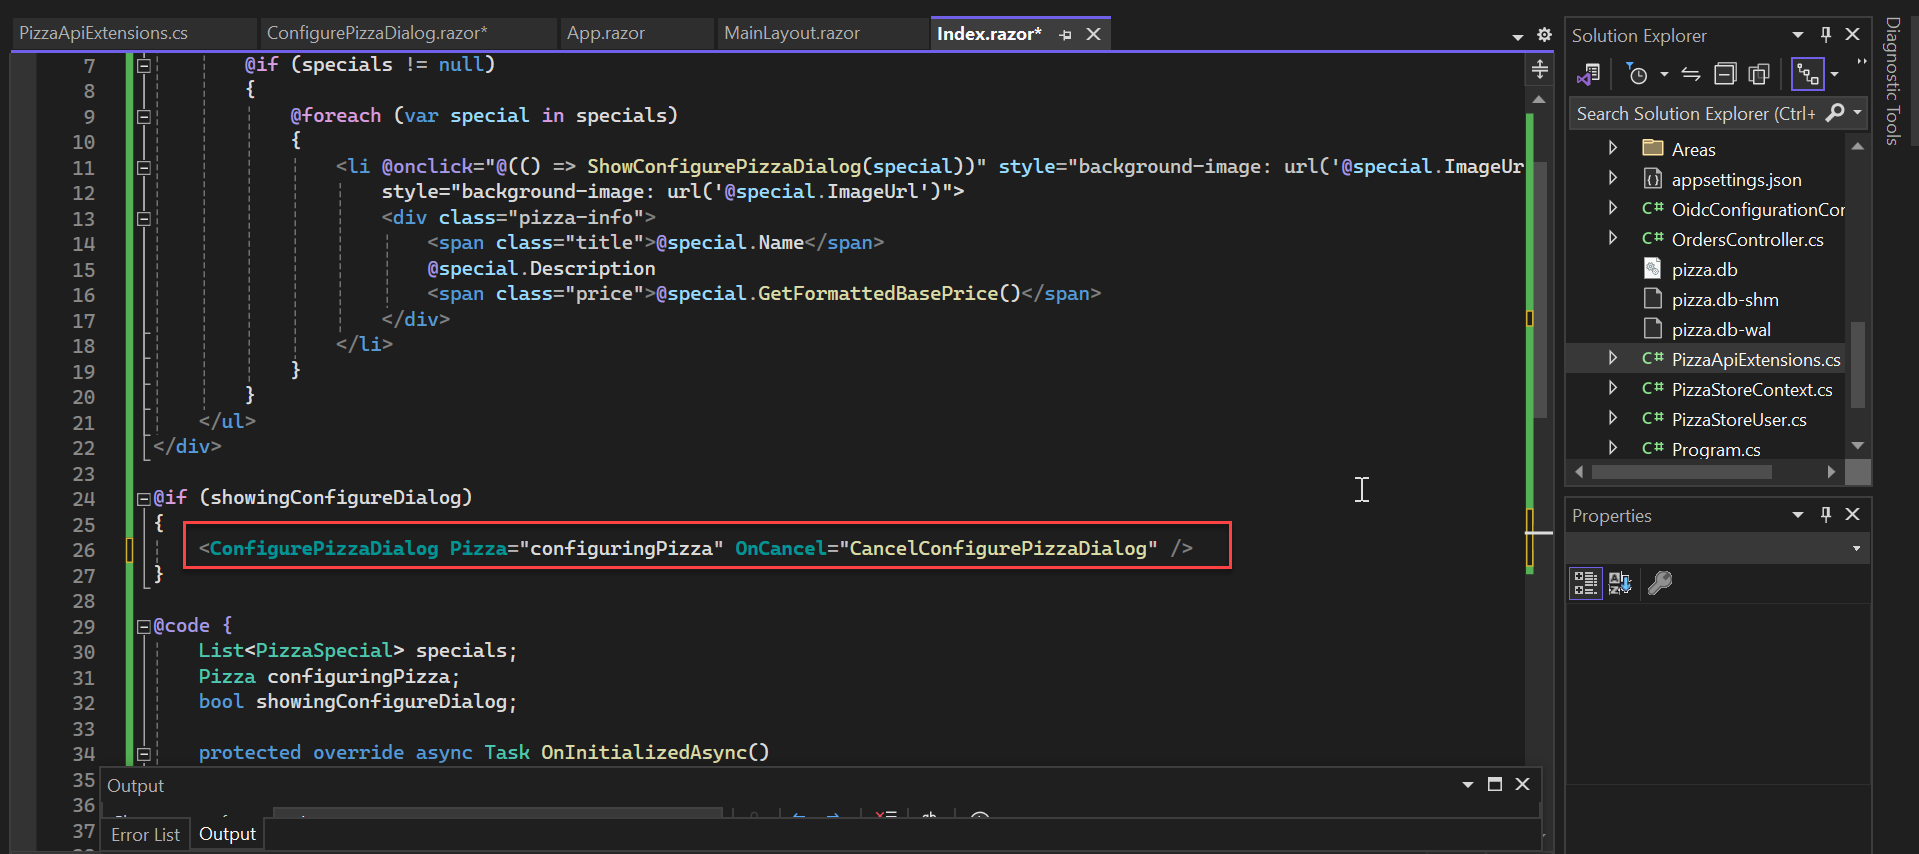 PizzaApiExtensions.cs
ConfigurePizzaDialog.razor*
App.razor
MainLayout.razor
Index.razor*
7 @if (specials != null)
8 {
9 @foreach (var special in specials)
10 {
11 <li @onclick="@(() => ShowConfigurePizzaDialog(special))" style="background-image: url('@special.ImageUr
12 style="background-image: url('@special.ImageUrl')">
13 <div class="pizza-info">
14 <span class="title">@special.Name</span>
15 @special.Description
16 <span class="price">@special.GetFormattedBasePrice()</span>
17 </div>
18 </li>
19 }
20 }
21 </ul>
22 </div>
23
24 @if (showingConfigureDialog)
25 {
26 <ConfigurePizzaDialog Pizza="configuringPizza" OnCancel="CancelConfigurePizzaDialog" />
27 }
28
29 @code {
30 List<PizzaSpecial> specials;
31 Pizza configuringPizza;
32 bool showingConfigureDialog;
33
34 protected override async Task OnInitializedAsync()
35
36
37
Output
Error List
Output
Solution Explorer
Search Solution Explorer (Ctrl+
Areas
appsettings.json
C# OidcConfigurationCor
C# OrdersController.cs
pizza.db
pizza.db-shm
pizza.db-wal
C# PizzaApiExtensions.cs
C# PizzaStoreContext.cs
C# PizzaStoreUser.cs
C# Program.cs
Properties
Diagnostic Tools